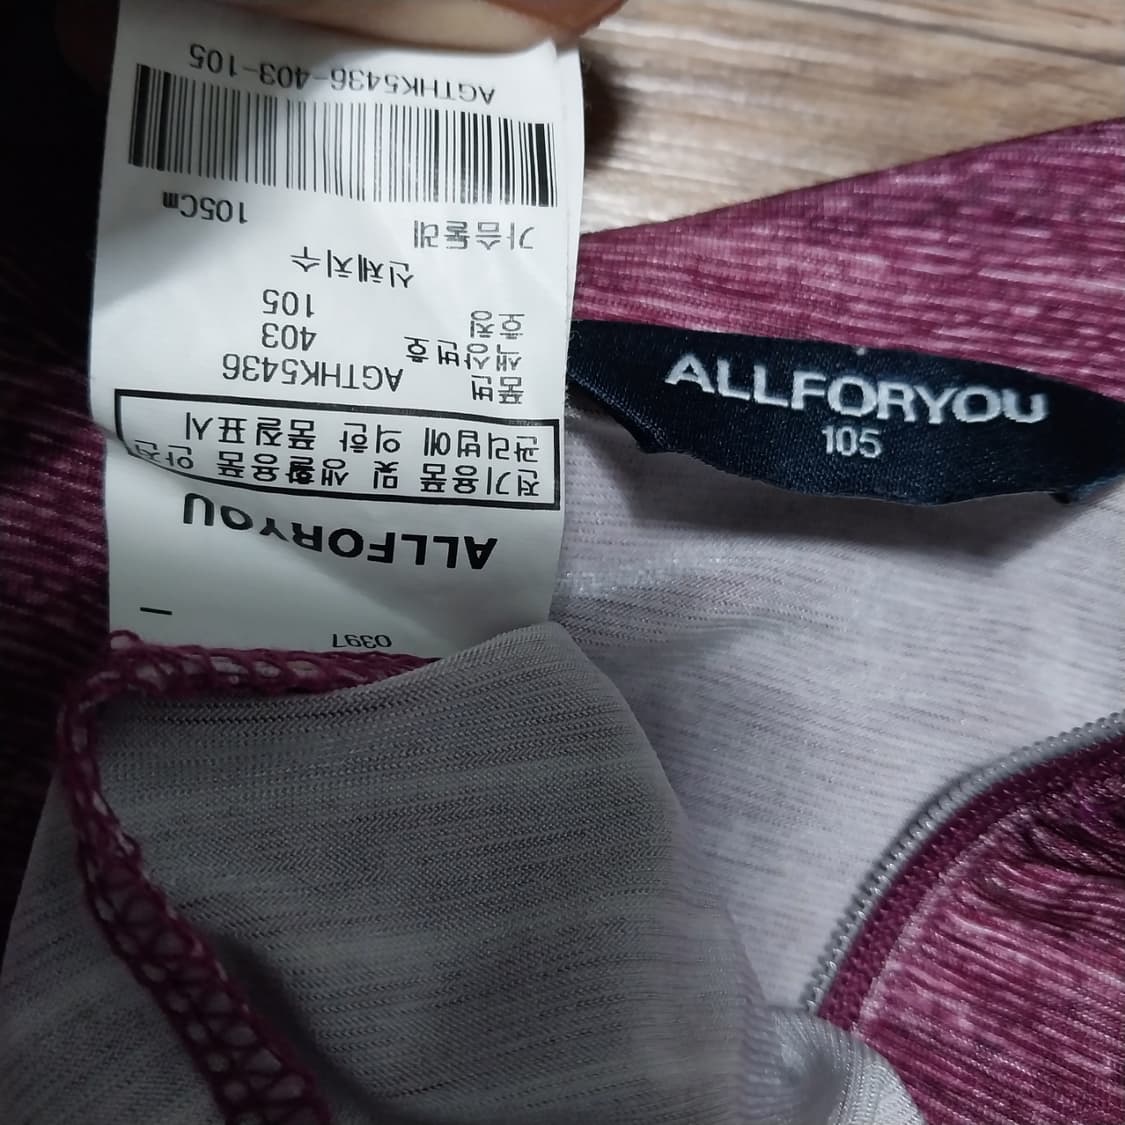 0397
ALLFORYOU
전기용품 및 생활용품 안전
관리법에 의한 품질표시
품번 AGTHK5436
색상번호 403
호칭 105
신체치수
가슴둘레 105Cm
AGTHK5436-403-105
ALLFORYOU
105